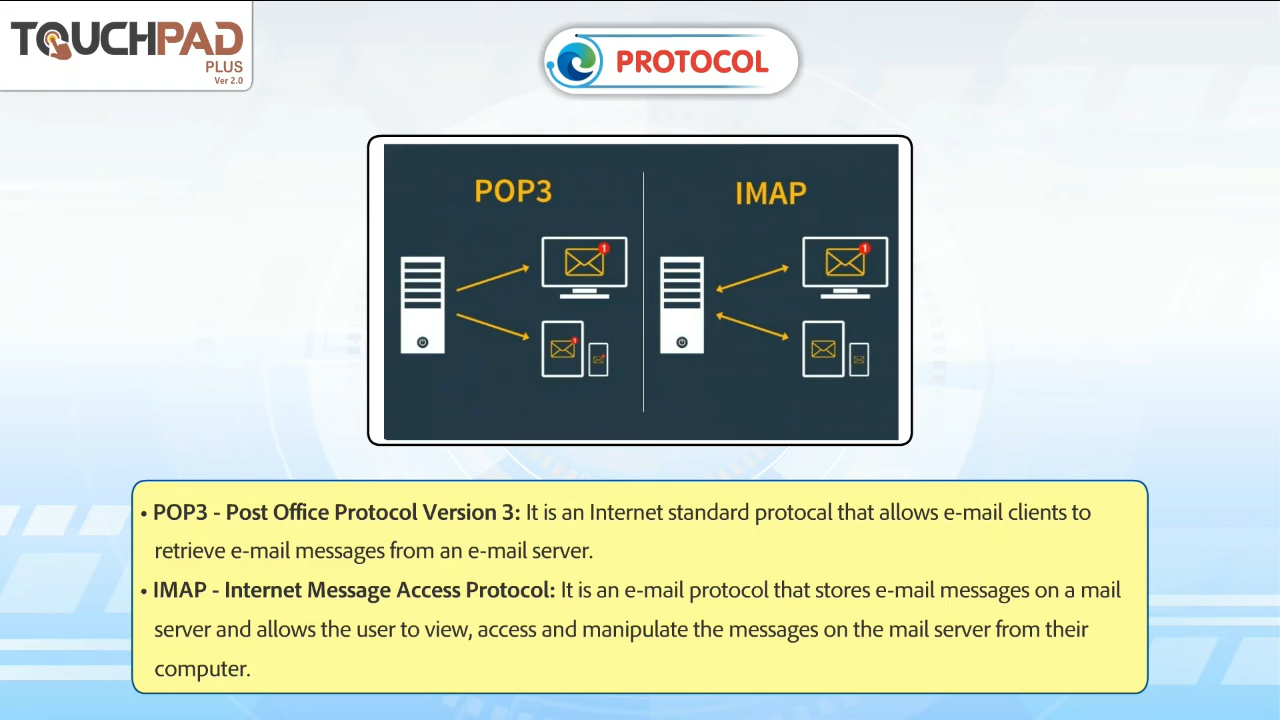 TOUCHPAD
PLUS
Ver 2.0
PROTOCOL
POP3
IMAP
1
1
• POP3 - Post Office Protocol Version 3: It is an Internet standard protocal that allows e-mail clients to
retrieve e-mail messages from an e-mail server.
• IMAP - Internet Message Access Protocol: It is an e-mail protocol that stores e-mail messages on a mail
server and allows the user to view, access and manipulate the messages on the mail server from their
computer.